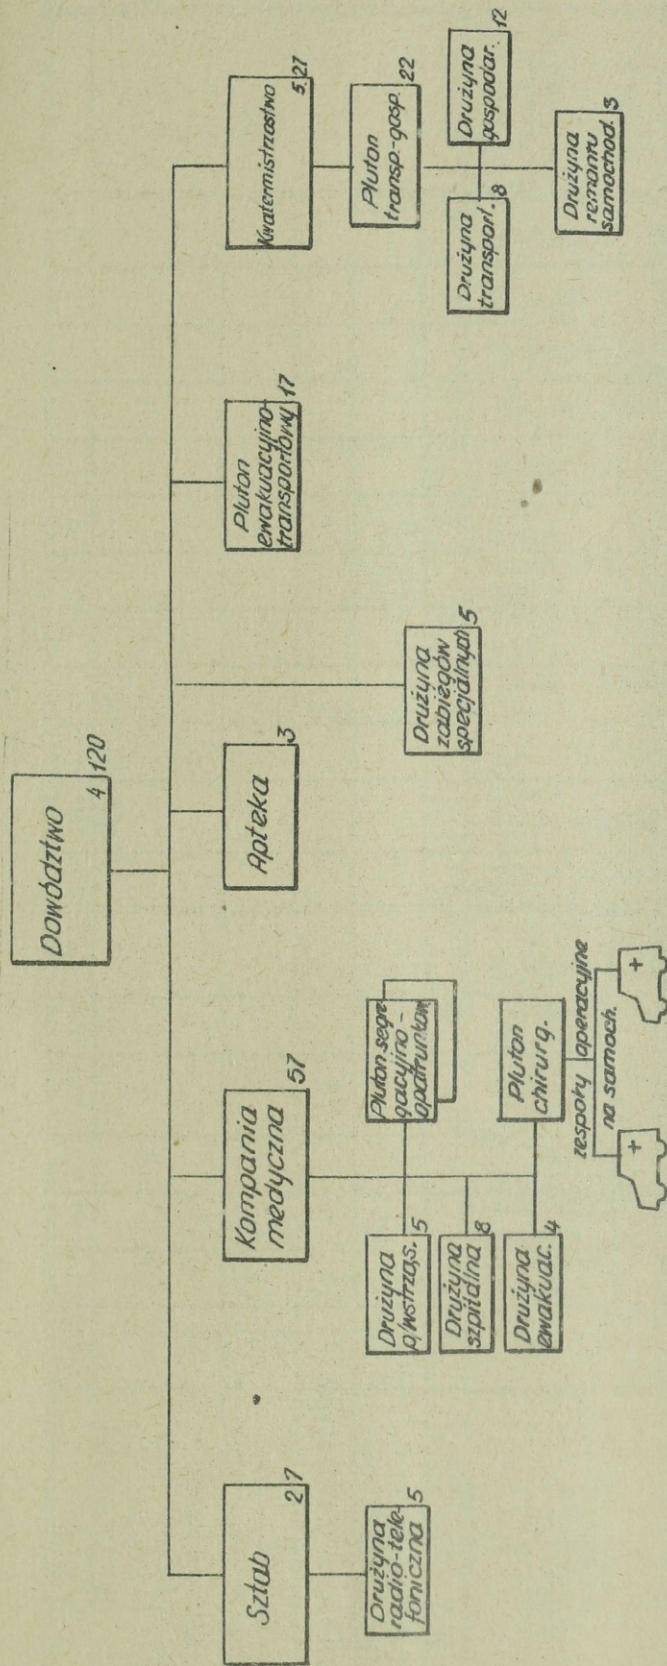 Dowództwo
4 120
Sztab
2 7
Drużyna
radio-tele-
foniczna
5
Kompania
medyczna
57
Drużyna
p/wstrząs.
5
Drużyna
szpitalna
8
Drużyna
ewakuac.
4
Pluton segre
gacyjno-
opatrunkow
Pluton
chirurg.
zespoły operacyjne
na samoch.
+
+
Apteka
3
Drużyna
zabiegów
specjalnych
5
Pluton
ewakuacyjno-
transportowy
17
Kwatermistrzostwo
5 27
Pluton
transp.-gosp.
22
Drużyna
transport.
8
Drużyna
gospodar.
12
Drużyna
remontu
samochod.
3